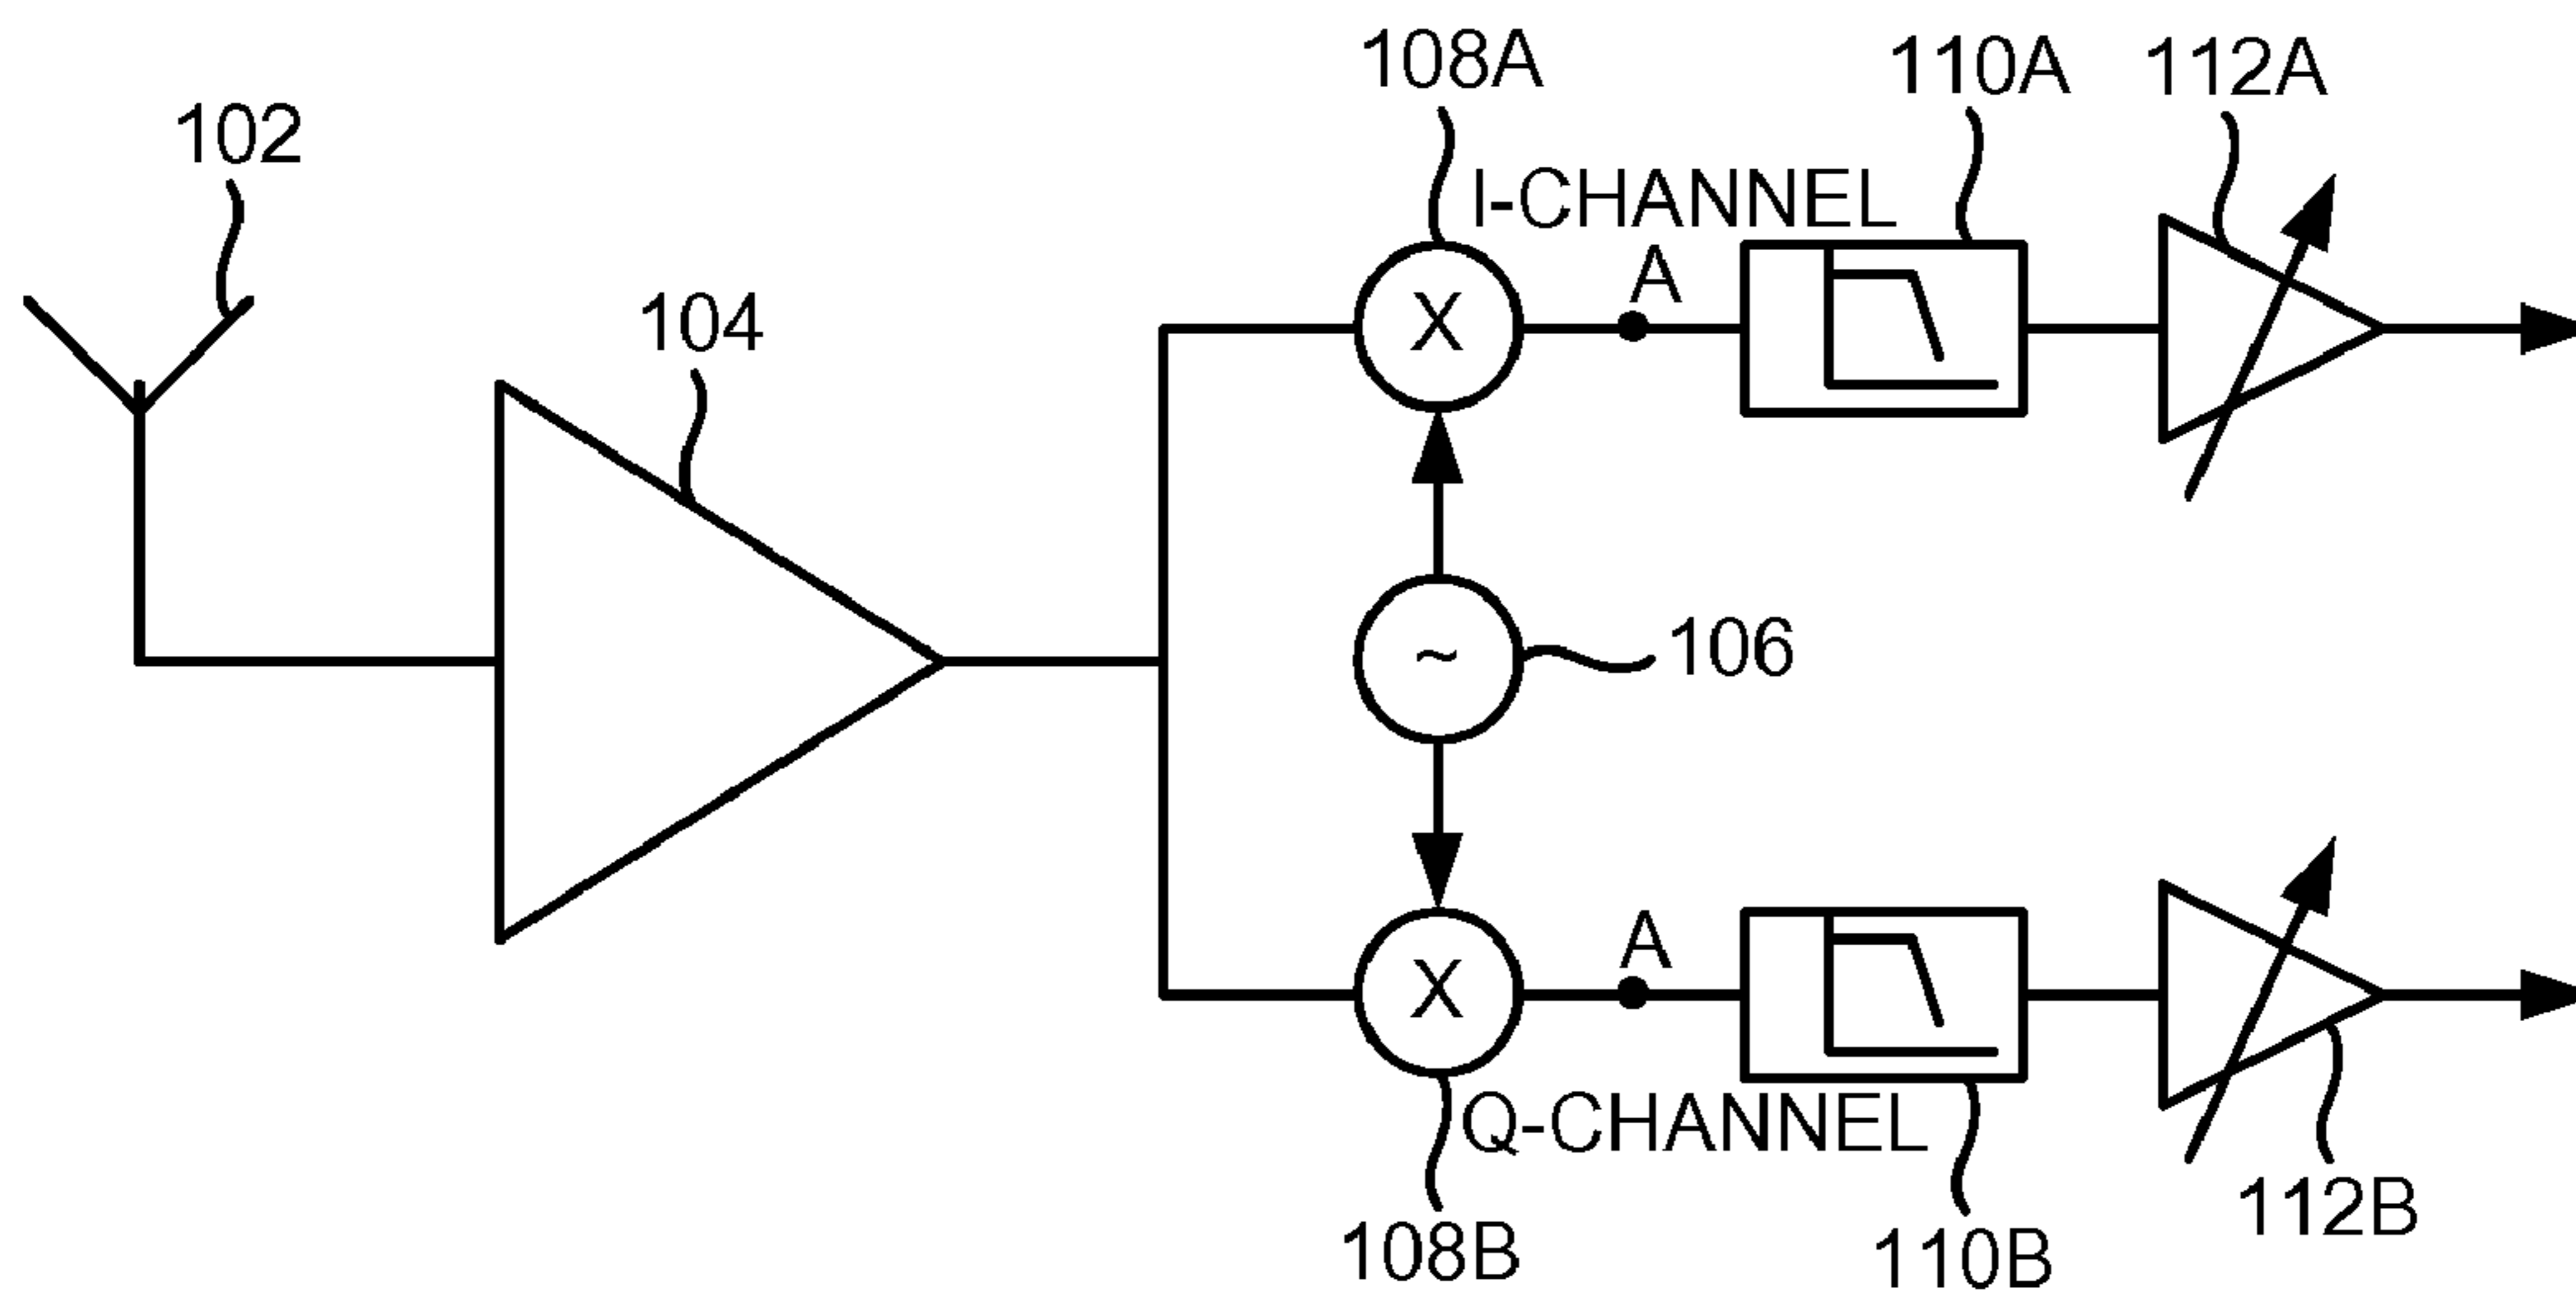 108A
110A
112A
102
I-CHANNEL
A
104
X
~
106
A
X
Q-CHANNEL
112B
108B
110B